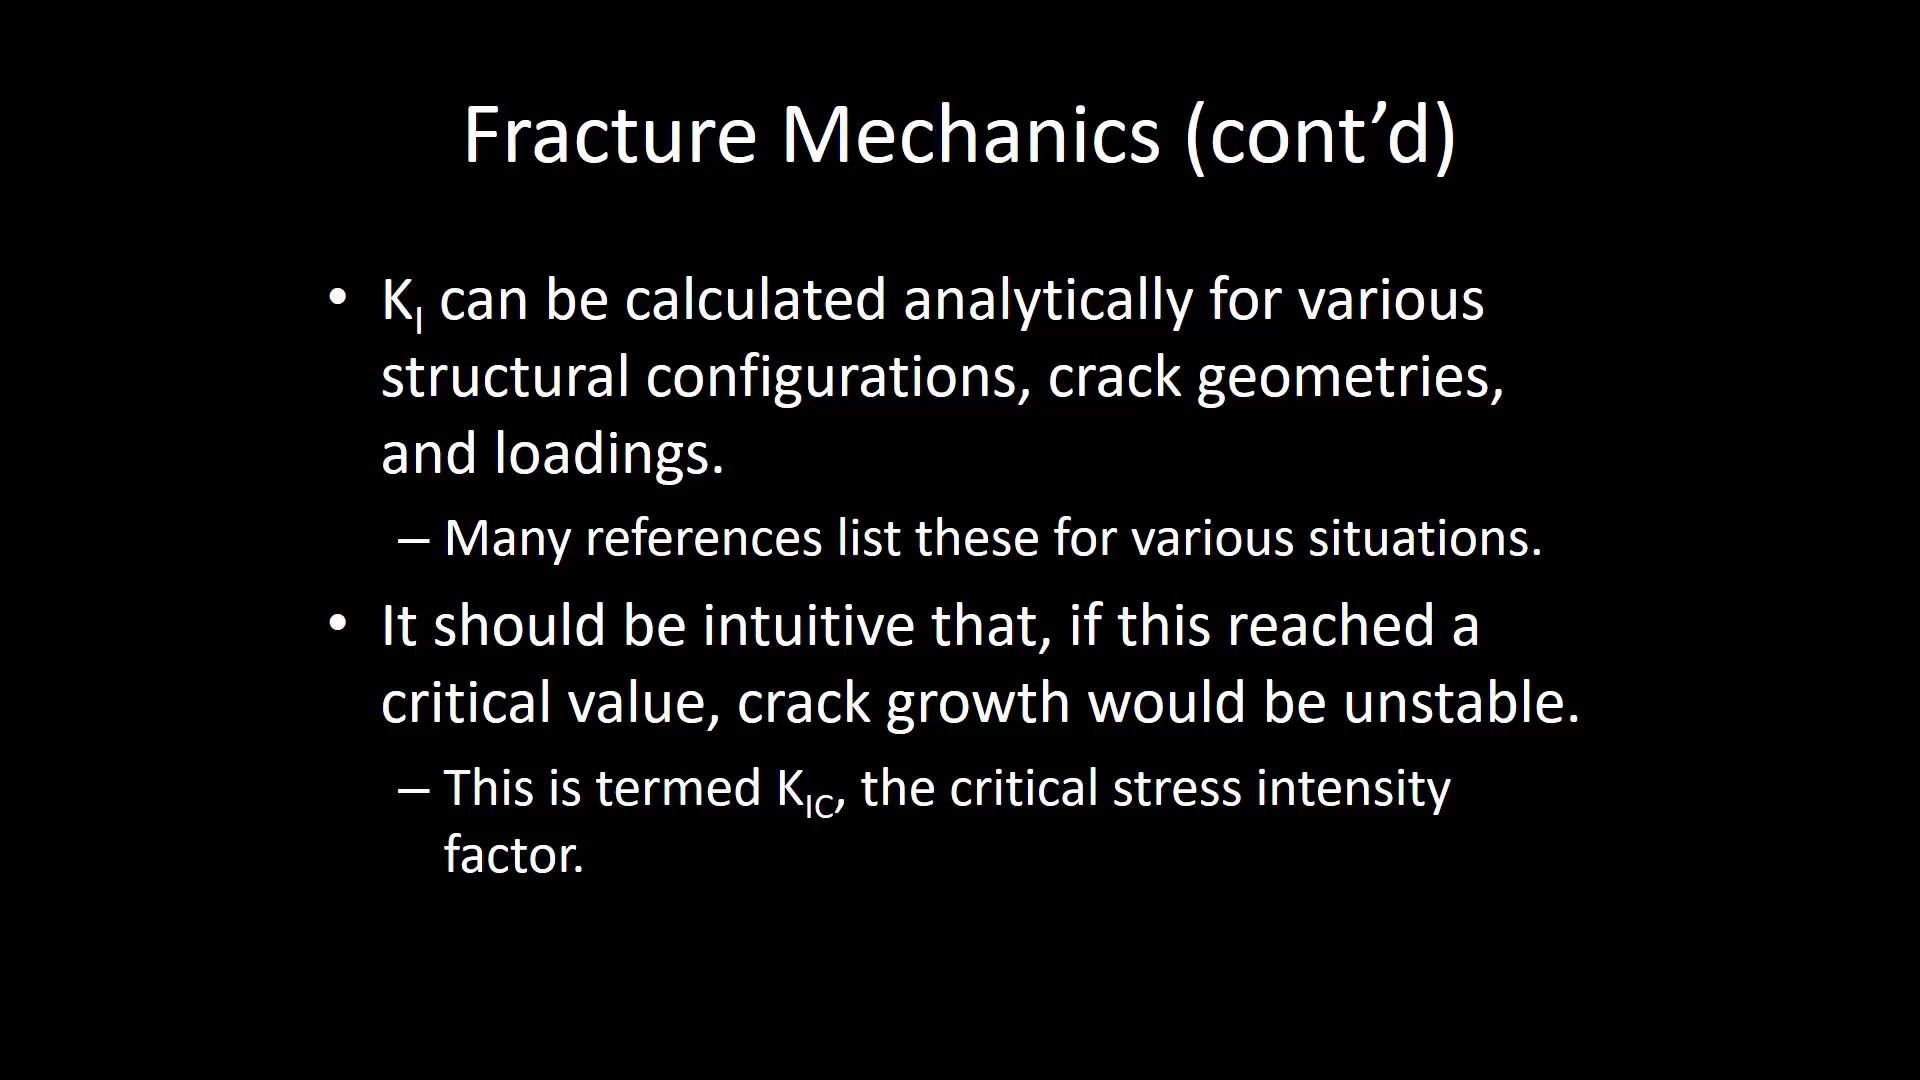 Fracture Mechanics (cont’d)
• K_I can be calculated analytically for various
structural configurations, crack geometries,
and loadings.
– Many references list these for various situations.
• It should be intuitive that, if this reached a
critical value, crack growth would be unstable.
– This is termed K_IC, the critical stress intensity
factor.